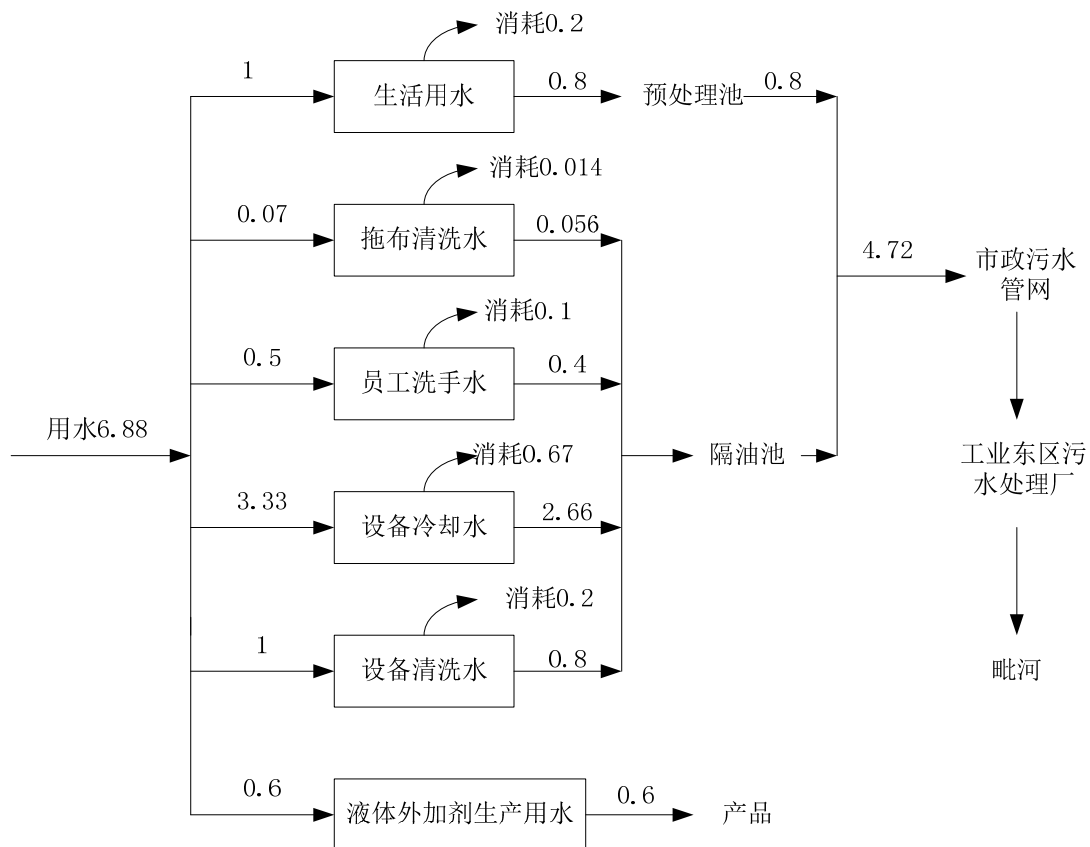 消耗0.2
1
生活用水
0.8
预处理池
0.8
消耗0.014
0.07
拖布清洗水
0.056
4.72
市政污水
管网
消耗0.1
0.5
员工洗手水
0.4
用水6.88
消耗0.67
隔油池
工业东区污
水处理厂
3.33
设备冷却水
2.66
消耗0.2
1
设备清洗水
0.8
毗河
0.6
液体外加剂生产用水
0.6
产品